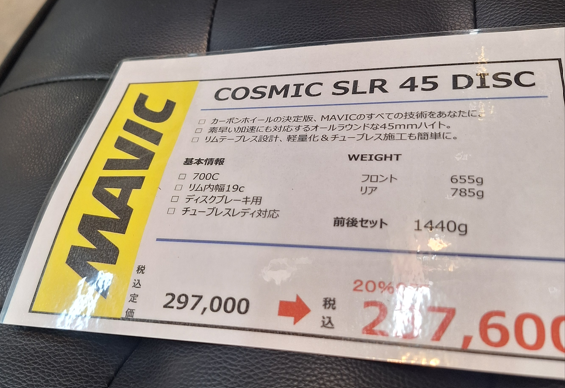 MAVIC
COSMIC SLR 45 DISC
□ カーボンホイールの決定版、MAVICのすべての技術をあなたに。
□ 素早い加速にも対応するオールラウンドな45mmハイト。
□ リムテープレス設計、軽量化&チューブレス施工も簡単に。
基本情報
□ 700C
□ リム内幅19c
□ ディスクブレーキ用
□ チューブレスレディ対応
WEIGHT
フロント 655g
リア 785g
前後セット 1440g
税込定価 297,000
20%
税込 237,600